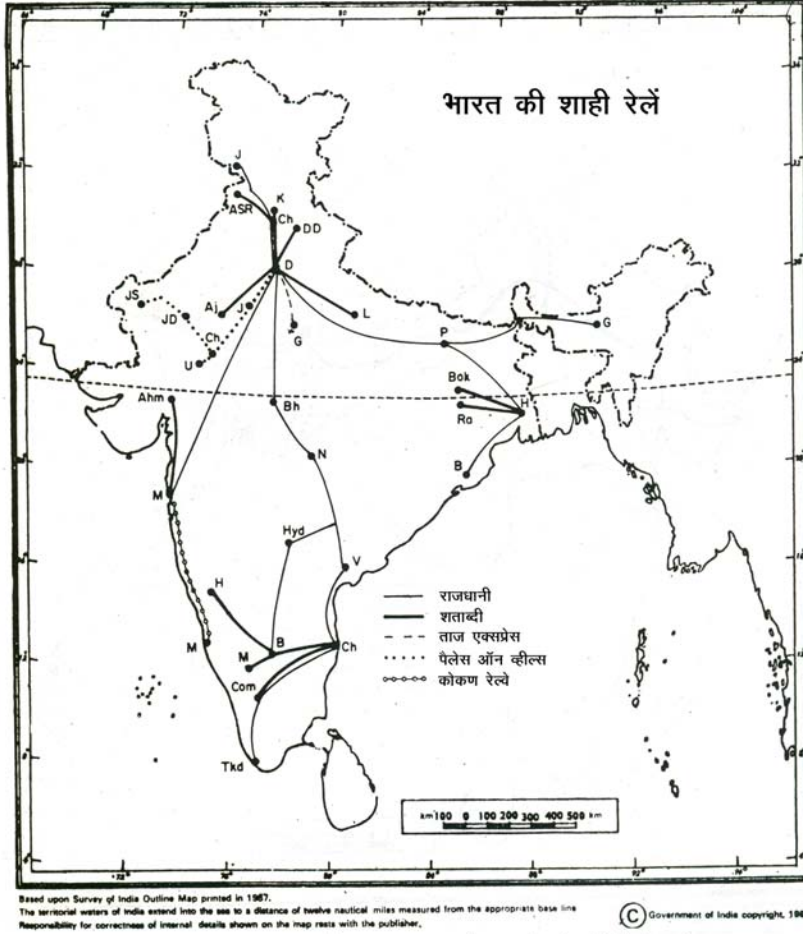 भारत की शाही रेलें
J
K
ASR
Ch
DD
D
JS
JD
Aj
J
L
G
P
G
Ch
U
Ahm
Bh
Bok
H
Ra
N
B
M
Hyd
V
H
M
B
M
Ch
Com
Tkd
राजधानी
शताब्दी
ताज एक्सप्रेस
पैलेस ऑन व्हील्स
कोकण रेल्वे
km 100 0 100 200 300 400 500 km
Based upon Survey of India Outline Map printed in 1987.
The territorial waters of India extend into the sea to a distance of twelve nautical miles measured from the appropriate base line
Responsibility for correctness of internal details shown on the map rests with the publisher.
© Government of India copyright,